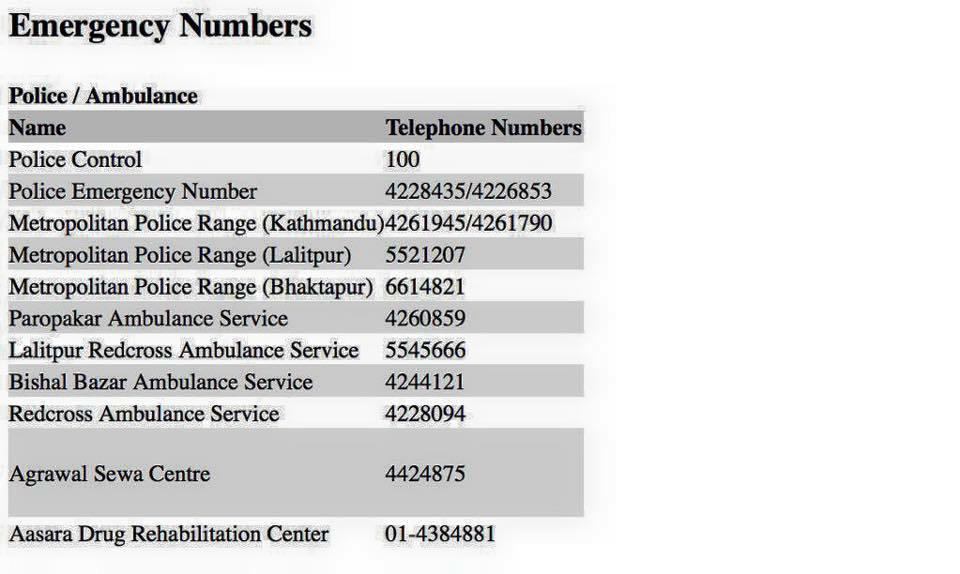 Emergency Numbers
Police / Ambulance
Name Telephone Numbers
Police Control 100
Police Emergency Number 4228435/4226853
Metropolitan Police Range (Kathmandu)4261945/4261790
Metropolitan Police Range (Lalitpur) 5521207
Metropolitan Police Range (Bhaktapur) 6614821
Paropakar Ambulance Service 4260859
Lalitpur Redcross Ambulance Service 5545666
Bishal Bazar Ambulance Service 4244121
Redcross Ambulance Service 4228094
Agrawal Sewa Centre 4424875
Aasara Drug Rehabilitation Center 01-4384881